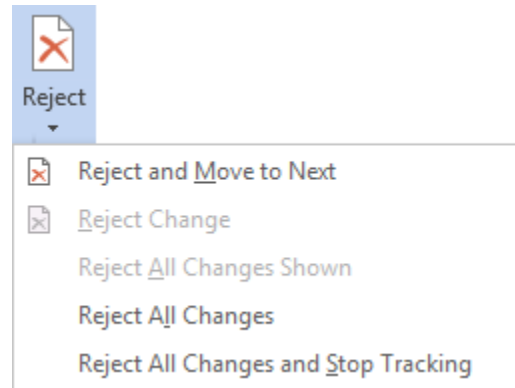 Reject
Reject and Move to Next
Reject Change
Reject All Changes Shown
Reject All Changes
Reject All Changes and Stop Tracking